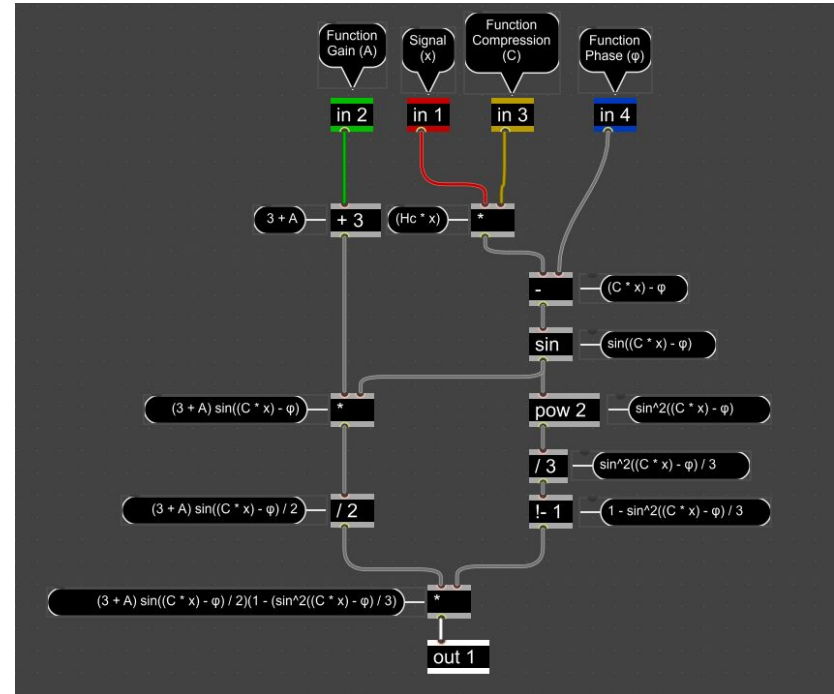 Function
Gain (A)
Signal
(x)
Function
Compression
(C)
Function
Phase (φ)
in 2
in 1
in 3
in 4
3 + A
+ 3
(Hc * x)
*
-
(C * x) - φ
sin
sin((C * x) - φ)
(3 + A) sin((C * x) - φ)
*
pow 2
sin^2((C * x) - φ)
/ 3
sin^2((C * x) - φ) / 3
(3 + A) sin((C * x) - φ) / 2
/ 2
!- 1
1 - sin^2((C * x) - φ) / 3
(3 + A) sin((C * x) - φ) / 2)(1 - (sin^2((C * x) - φ) / 3)
*
out 1